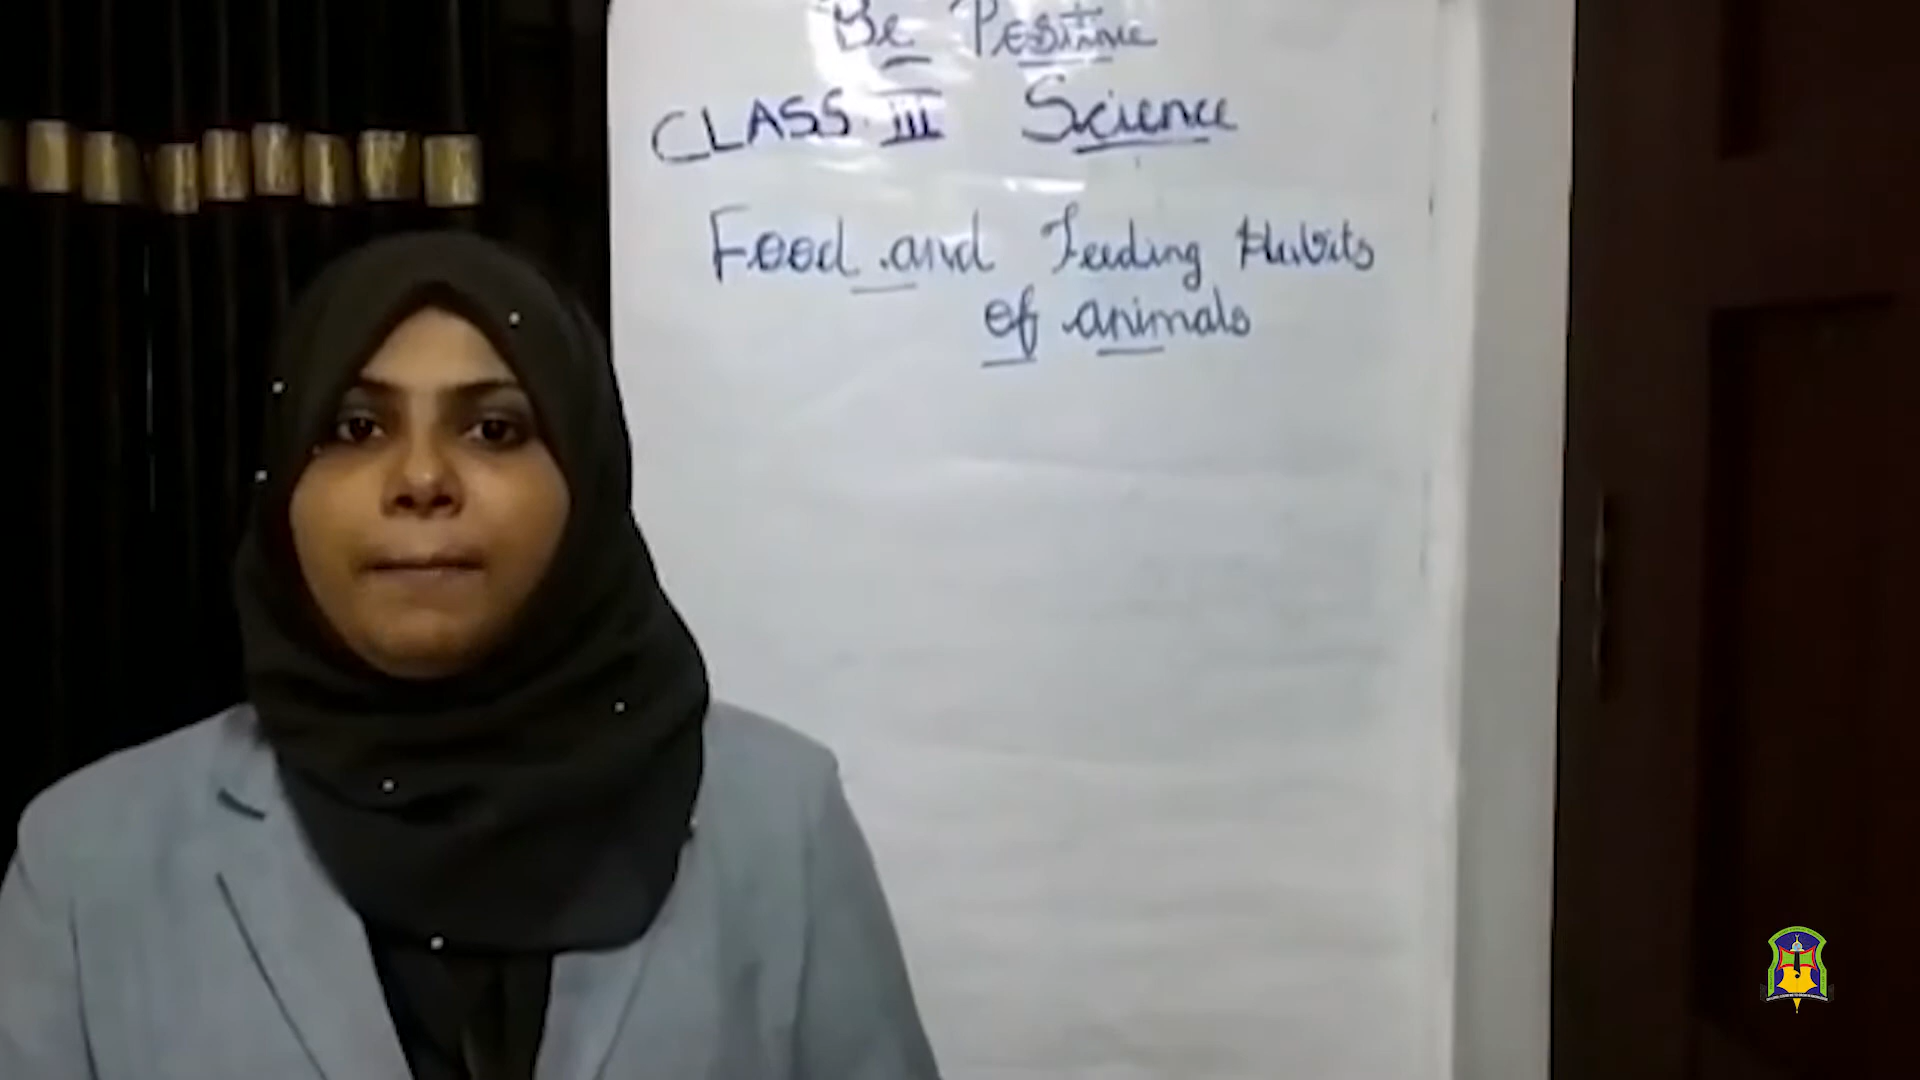 Be Positive
CLASS III Science
Food and Feeding Habits
of animals